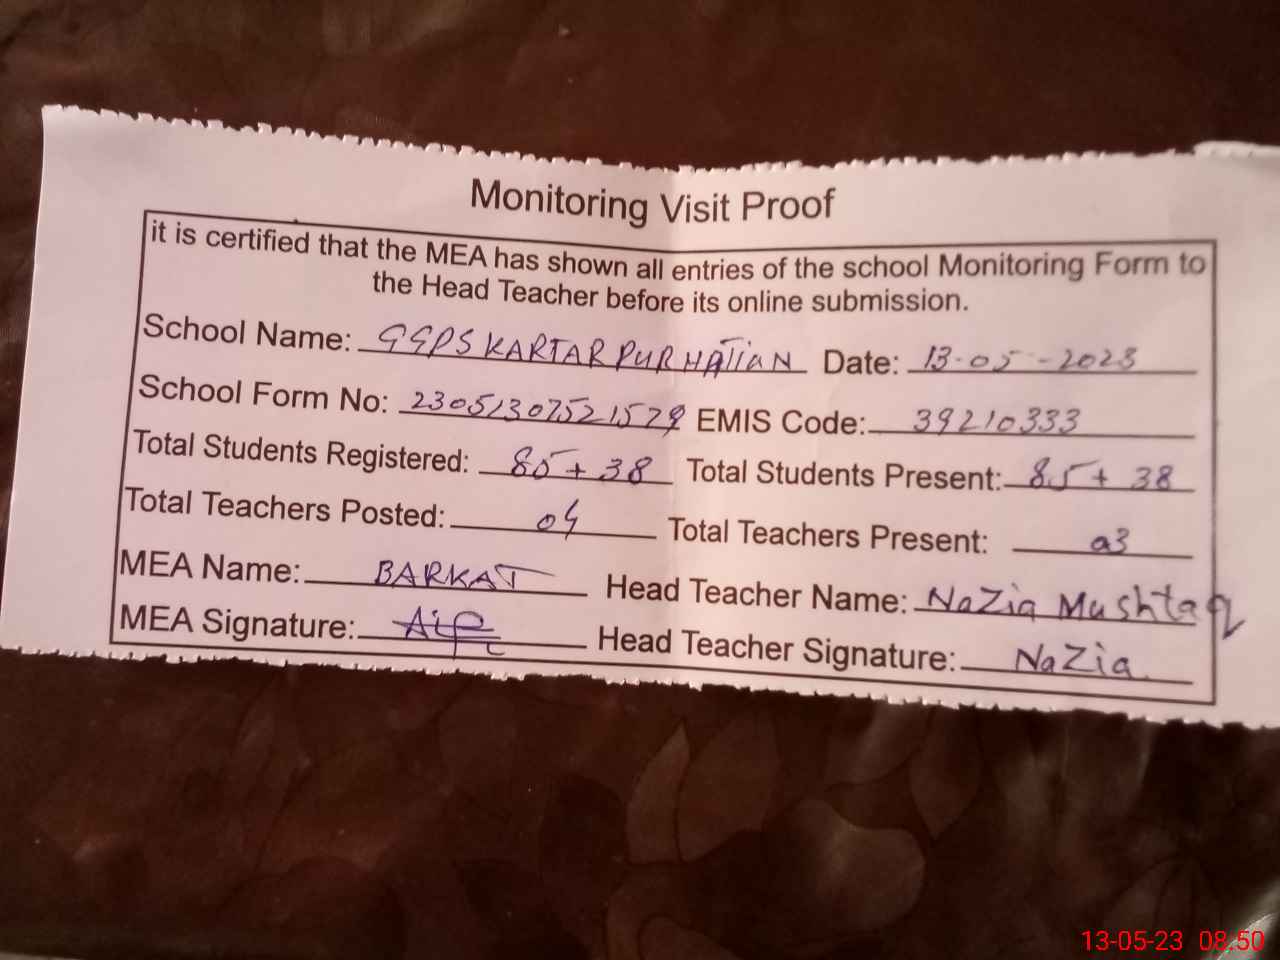 Monitoring Visit Proof
it is certified that the MEA has shown all entries of the school Monitoring Form to
the Head Teacher before its online submission.
School Name: GGPS KARTAR PUR HATIAN Date: 13-05-2023
School Form No: EMIS Code: 39210333
Total Students Registered: 85 + 38 Total Students Present: 85 + 38
Total Teachers Posted: 04 Total Teachers Present: 03
MEA Name: BARKAT Head Teacher Name: NaZia Mushtaq
MEA Signature: Head Teacher Signature: NaZia
13-05-23 08:50